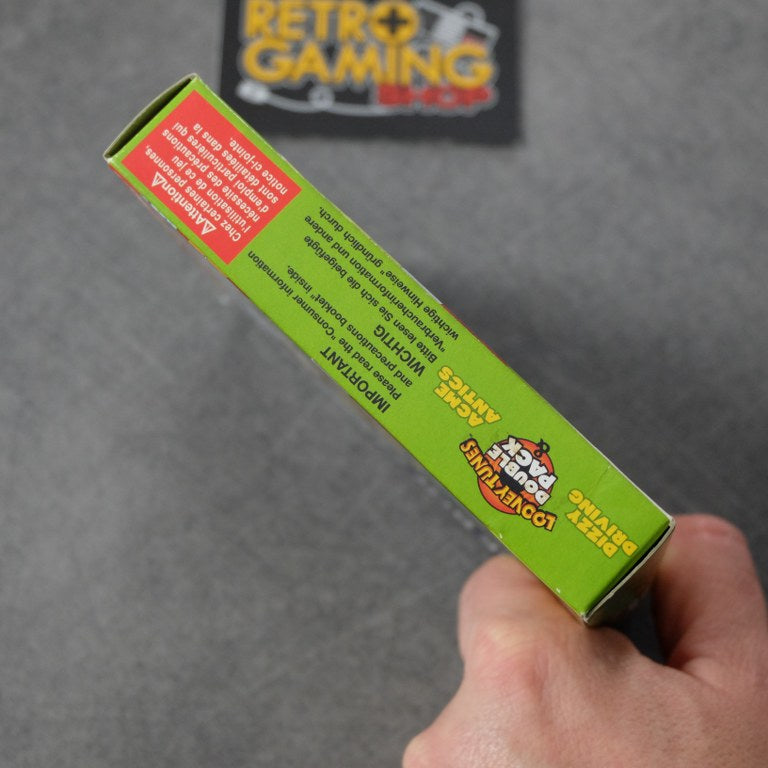 RETRO
GAMING
SHOP
DIZZY
DRIVING
LOONEY TUNES
DOUBLE
PACK
&
ACME
ANTICS
IMPORTANT
Please read the "Consumer information
and precautions booklet" inside.
WICHTIG
Bitte lesen Sie sich die beigefügte
"Verbraucherinformation und andere
wichtige Hinweise" gründlich durch.
⚠Attention⚠
Chez certaines personnes,
l'utilisation de ce jeu
nécessite des précautions
d'emploi particulières qui
sont détaillées dans la
notice ci-jointe.